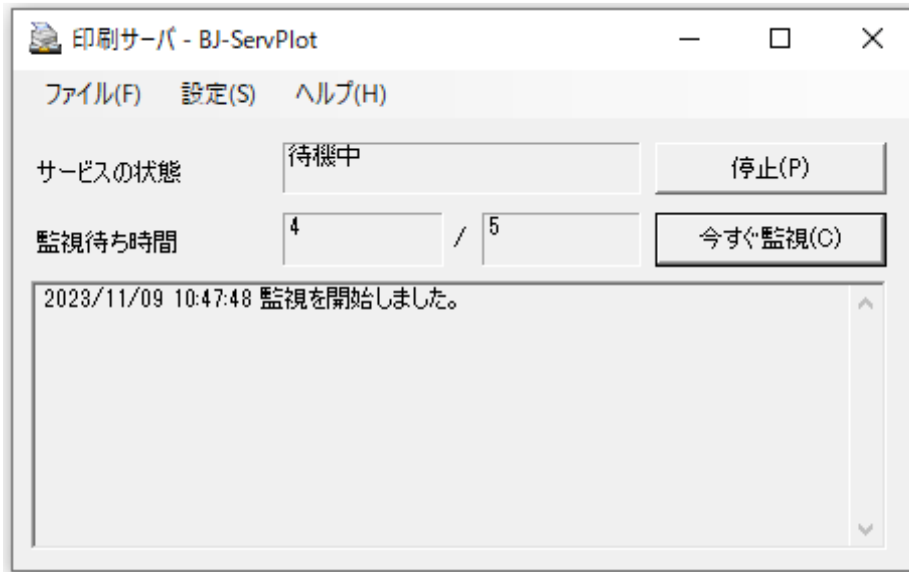 印刷サーバ - BJ-ServPlot
ファイル(F) 設定(S) ヘルプ(H)
サービスの状態 待機中 停止(P)
監視待ち時間 4 / 5 今すぐ監視(C)
2023/11/09 10:47:48 監視を開始しました。